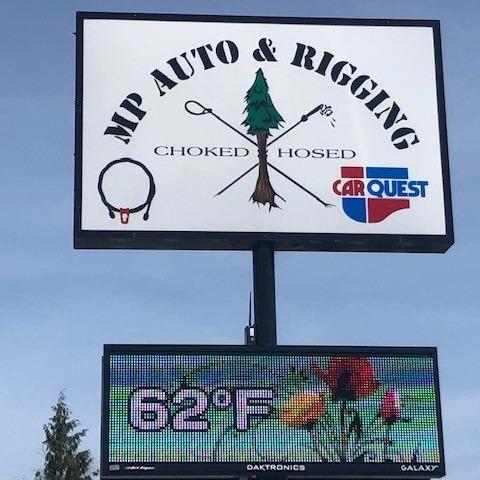 MP AUTO & RIGGING
CHOKED HOSED
CARQUEST
62°F
DAKTRONICS
GALAXY